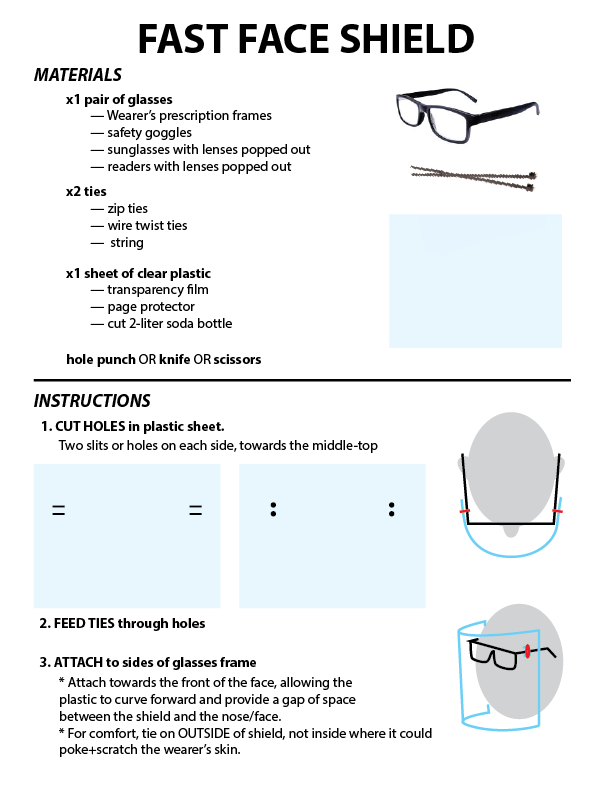 FAST FACE SHIELD
MATERIALS
x1 pair of glasses
— Wearer's prescription frames
— safety goggles
— sunglasses with lenses popped out
— readers with lenses popped out
x2 ties
— zip ties
— wire twist ties
— string
x1 sheet of clear plastic
— transparency film
— page protector
— cut 2-liter soda bottle
hole punch OR knife OR scissors
INSTRUCTIONS
1. CUT HOLES in plastic sheet.
Two slits or holes on each side, towards the middle-top
2. FEED TIES through holes
3. ATTACH to sides of glasses frame
* Attach towards the front of the face, allowing the
plastic to curve forward and provide a gap of space
between the shield and the nose/face.
* For comfort, tie on OUTSIDE of shield, not inside where it could
poke+scratch the wearer's skin.